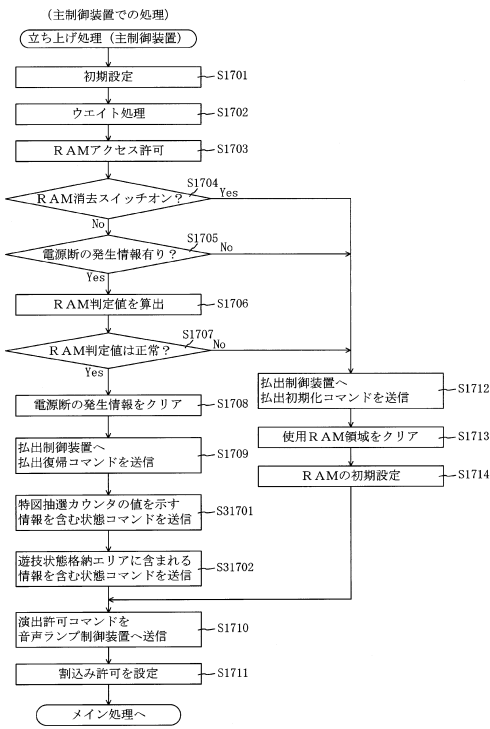 (主制御装置での処理)
立ち上げ処理(主制御装置)
初期設定
S1701
ウエイト処理
S1702
RAMアクセス許可
S1703
RAM消去スイッチオン?
S1704
Yes
No
電源断の発生情報有り?
S1705
No
Yes
RAM判定値を算出
S1706
RAM判定値は正常?
S1707
No
Yes
電源断の発生情報をクリア
S1708
払出制御装置へ
払出復帰コマンドを送信
S1709
特図抽選カウンタの値を示す
情報を含む状態コマンドを送信
S31701
遊技状態格納エリアに含まれる
情報を含む状態コマンドを送信
S31702
払出制御装置へ
払出初期化コマンドを送信
S1712
使用RAM領域をクリア
S1713
RAMの初期設定
S1714
演出許可コマンドを
音声ランプ制御装置へ送信
S1710
割込み許可を設定
S1711
メイン処理へ